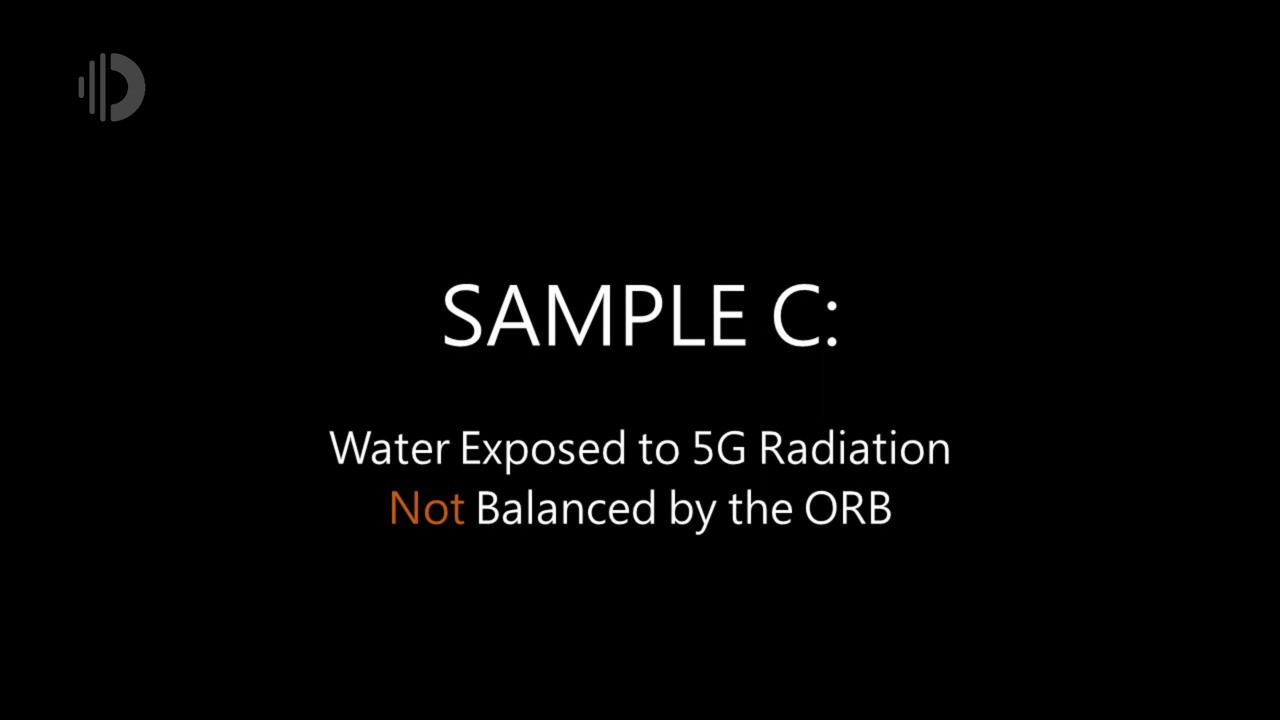 SAMPLE C:
Water Exposed to 5G Radiation
Not Balanced by the ORB